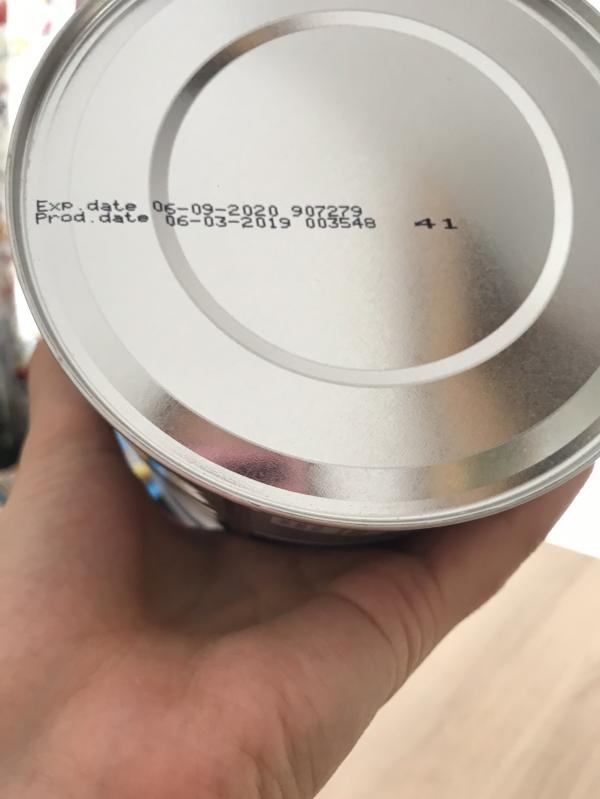 Exp.date 06-09-2020 907279
Prod.date 06-03-2019 003548 41